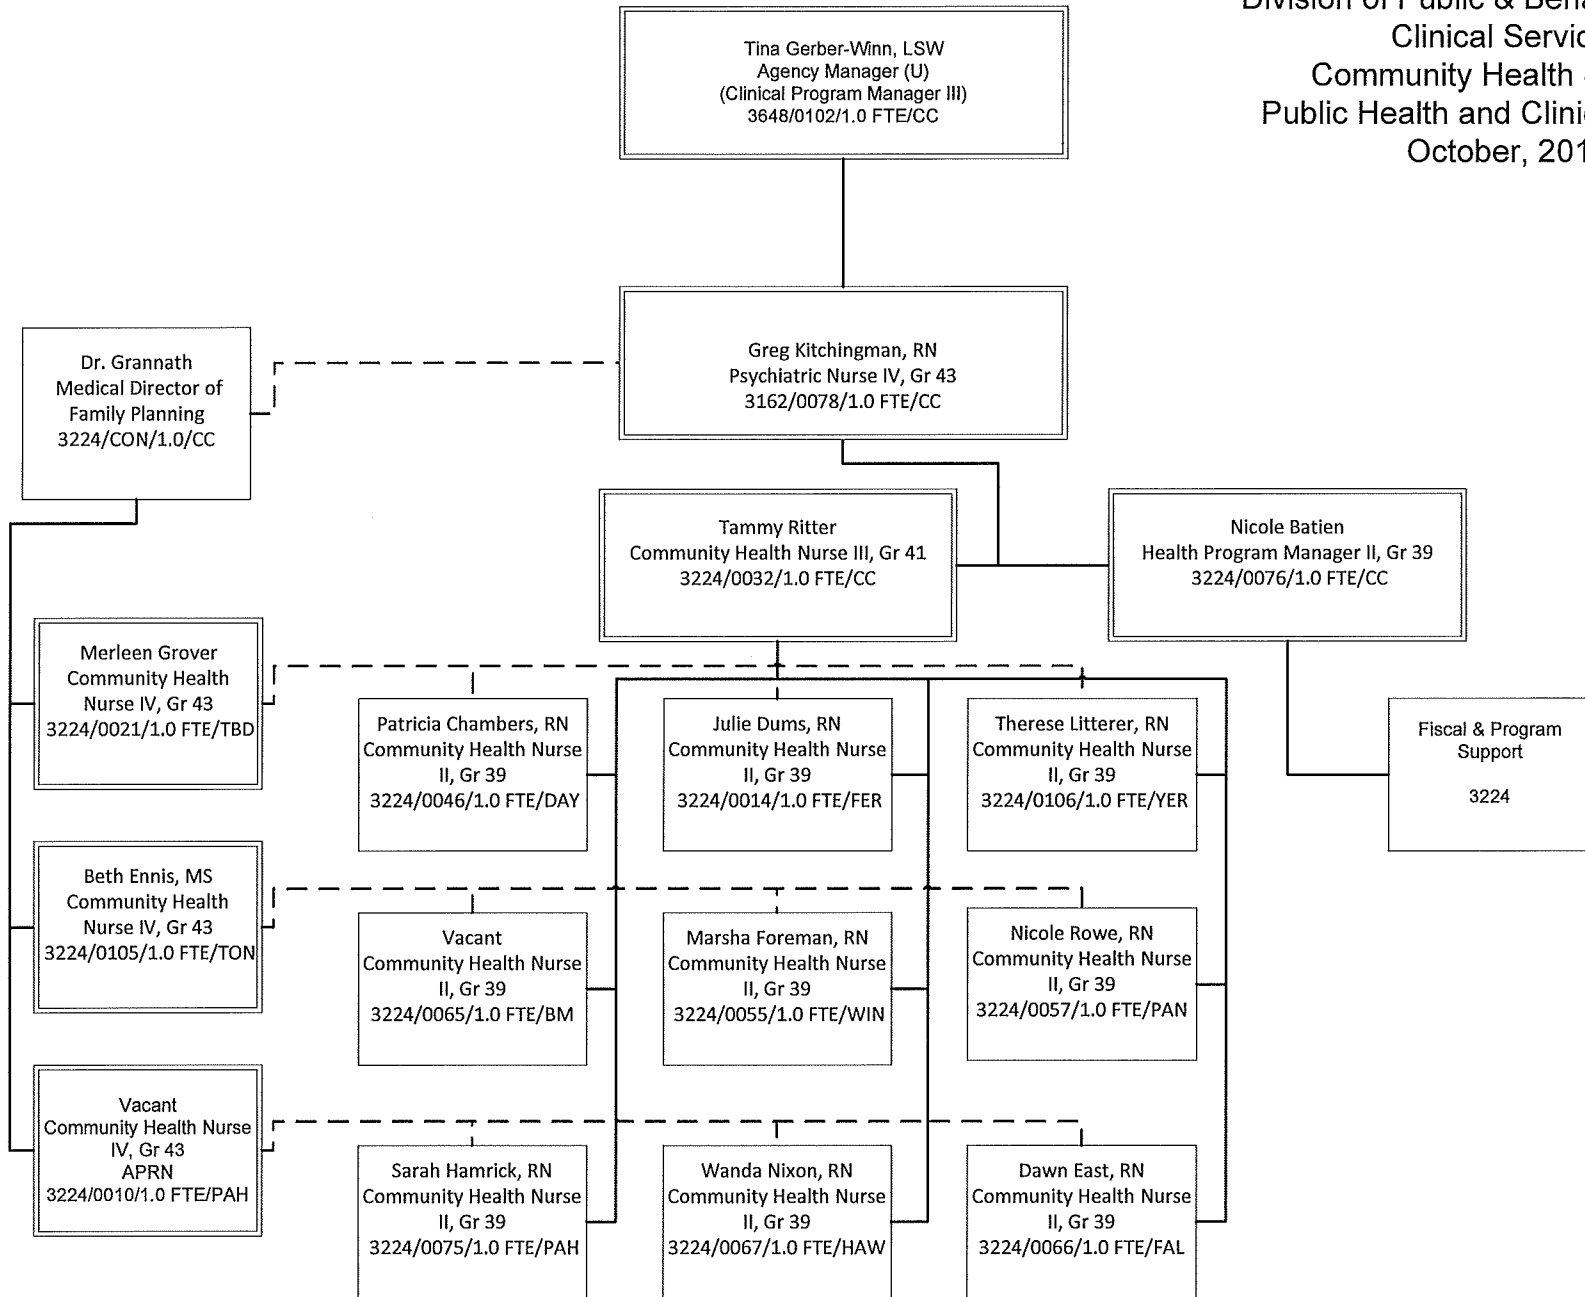 Division of Public &
Clinical
Community Health
Public Health and
October,
Tina Gerber-Winn, LSW
Agency Manager (U)
(Clinical Program Manager III)
3648/0102/1.0 FTE/CC
Dr. Grannath
Medical Director of
Family Planning
3224/CON/1.0/CC
Greg Kitchingman, RN
Psychiatric Nurse IV, Gr 43
3162/0078/1.0 FTE/CC
Tammy Ritter
Community Health Nurse III, Gr 41
3224/0032/1.0 FTE/CC
Nicole Batien
Health Program Manager II, Gr 39
3224/0076/1.0 FTE/CC
Merleen Grover
Community Health
Nurse IV, Gr 43
3224/0021/1.0 FTE/TBD
Patricia Chambers, RN
Community Health Nurse
II, Gr 39
3224/0046/1.0 FTE/DAY
Julie Dums, RN
Community Health Nurse
II, Gr 39
3224/0014/1.0 FTE/FER
Therese Litterer, RN
Community Health Nurse
II, Gr 39
3224/0106/1.0 FTE/YER
Fiscal & Program
Support
3224
Beth Ennis, MS
Community Health
Nurse IV, Gr 43
3224/0105/1.0 FTE/TON
Vacant
Community Health Nurse
II, Gr 39
3224/0065/1.0 FTE/BM
Marsha Foreman, RN
Community Health Nurse
II, Gr 39
3224/0055/1.0 FTE/WIN
Nicole Rowe, RN
Community Health Nurse
II, Gr 39
3224/0057/1.0 FTE/PAN
Vacant
Community Health Nurse
IV, Gr 43
APRN
3224/0010/1.0 FTE/PAH
Sarah Hamrick, RN
Community Health Nurse
II, Gr 39
3224/0075/1.0 FTE/PAH
Wanda Nixon, RN
Community Health Nurse
II, Gr 39
3224/0067/1.0 FTE/HAW
Dawn East, RN
Community Health Nurse
II, Gr 39
3224/0066/1.0 FTE/FAL